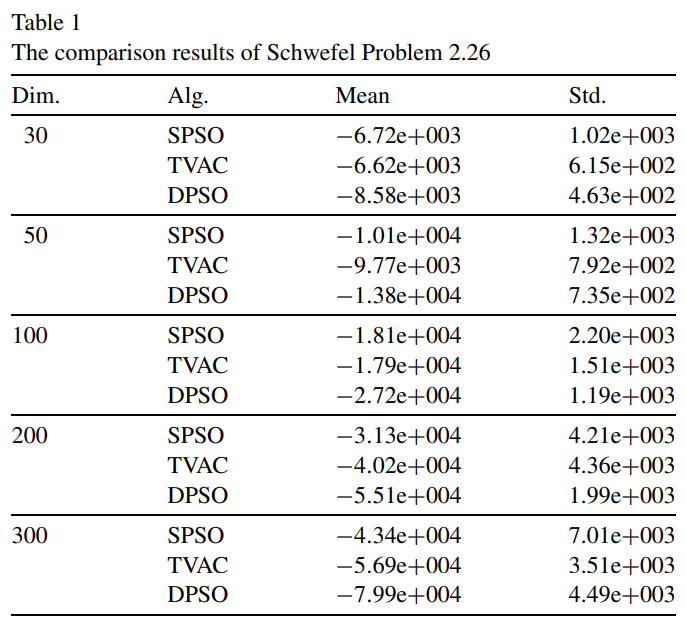 Table 1
The comparison results of Schwefel Problem 2.26
Dim. Alg. Mean Std.
30 SPSO −6.72e+003 1.02e+003
TVAC −6.62e+003 6.15e+002
DPSO −8.58e+003 4.63e+002
50 SPSO −1.01e+004 1.32e+003
TVAC −9.77e+003 7.92e+002
DPSO −1.38e+004 7.35e+002
100 SPSO −1.81e+004 2.20e+003
TVAC −1.79e+004 1.51e+003
DPSO −2.72e+004 1.19e+003
200 SPSO −3.13e+004 4.21e+003
TVAC −4.02e+004 4.36e+003
DPSO −5.51e+004 1.99e+003
300 SPSO −4.34e+004 7.01e+003
TVAC −5.69e+004 3.51e+003
DPSO −7.99e+004 4.49e+003